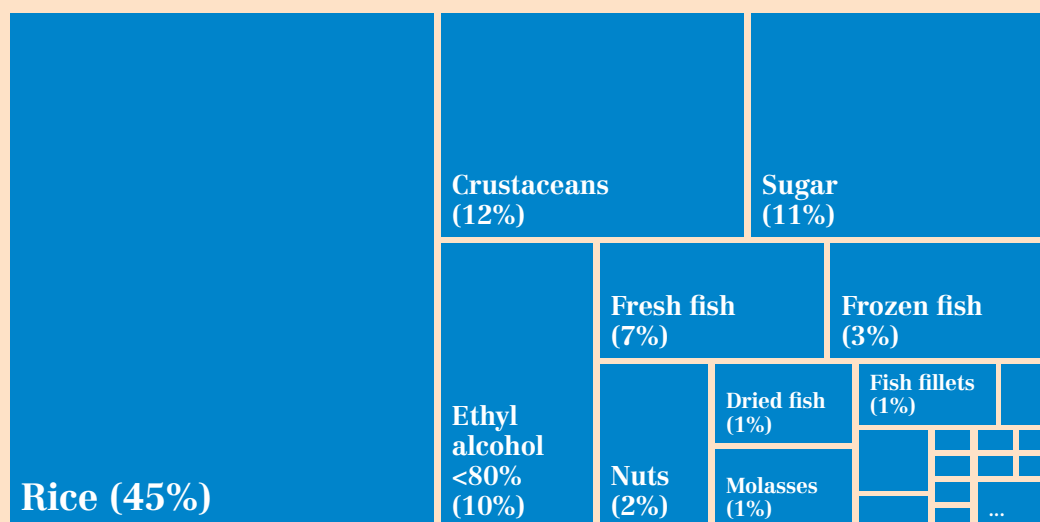 Rice (45%)
Crustaceans
(12%)
Sugar
(11%)
Ethyl
alcohol
<80%
(10%)
Fresh fish
(7%)
Frozen fish
(3%)
Nuts
(2%)
Dried fish
(1%)
Molasses
(1%)
Fish fillets
(1%)
...